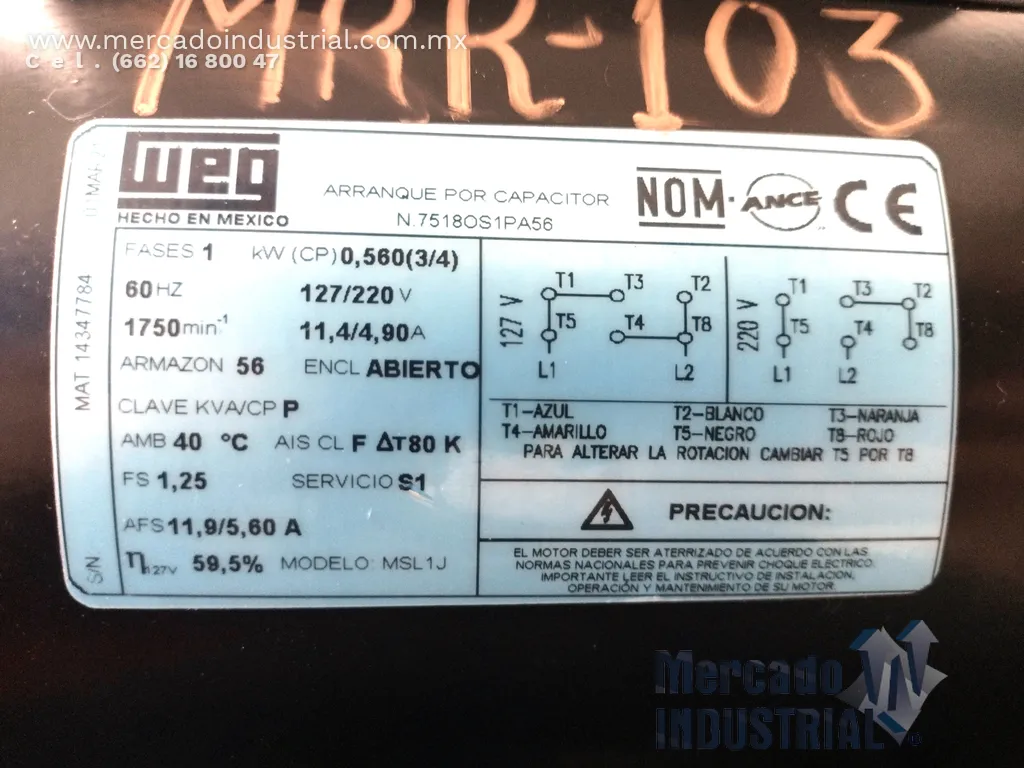 www.mercadoindustrial.com.mx
Cel. (662) 16 800 47
MRR-103
WEG
HECHO EN MEXICO
ARRANQUE POR CAPACITOR
N.7518OS1PA56
NOM-ANCE CE
MAT 14347784
S/N
FASES 1 kW (CP) 0,560(3/4)
60 HZ 127/220 V
1750 min-1 11,4/4,90 A
ARMAZON 56 ENCL ABIERTO
CLAVE KVA/CP P
AMB 40 °C AIS CL F ΔT 80 K
FS 1,25 SERVICIO S1
AFS 11,9/5,60 A
η127V 59,5% MODELO: MSL1J
127 V
T1 T3 T2
T5 T4 T8
L1 L2
220 V
T1 T3 T2
T5 T4 T8
L1 L2
T1-AZUL T2-BLANCO T3-NARANJA
T4-AMARILLO T5-NEGRO T8-ROJO
PARA ALTERAR LA ROTACION CAMBIAR T5 POR T8
PRECAUCION:
EL MOTOR DEBER SER ATERRIZADO DE ACUERDO CON LAS
NORMAS NACIONALES PARA PREVENIR CHOQUE ELECTRICO.
IMPORTANTE LEER EL INSTRUCTIVO DE INSTALACION,
OPERACIÓN Y MANTENIMIENTO DE SU MOTOR.
Mercado
INDUSTRIAL